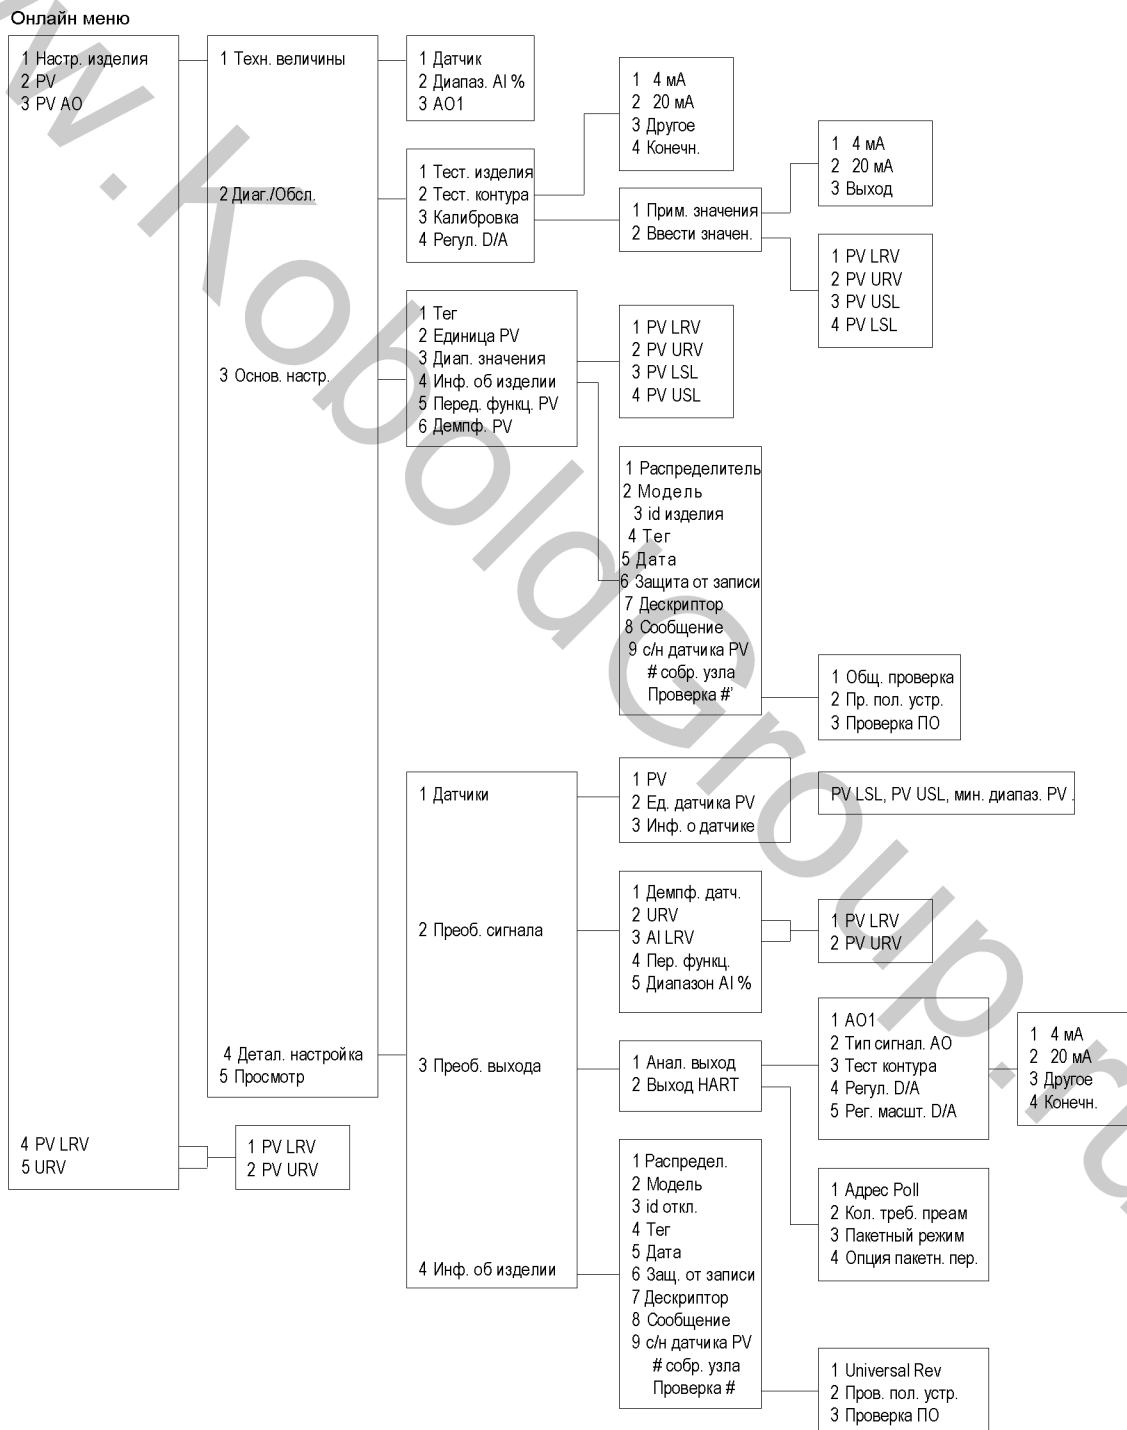 Онлайн меню
1 Настр. изделия
2 PV
3 PV AO
4 PV LRV
5 URV
1 PV LRV
2 PV URV
1 Техн. величины
2 Диаг./Обсл.
3 Основ. настр.
4 Детал. настройка
5 Просмотр
1 Датчик
2 Диапаз. AI %
3 AO1
1 Тест. изделия
2 Тест. контура
3 Калибровка
4 Регул. D/A
1 4 мА
2 20 мА
3 Другое
4 Конечн.
1 Прим. значения
2 Ввести значен.
1 4 мА
2 20 мА
3 Выход
1 PV LRV
2 PV URV
3 PV USL
4 PV LSL
1 Тег
2 Единица PV
3 Диап. значения
4 Инф. об изделии
5 Перед. функц. PV
6 Демпф. PV
1 PV LRV
2 PV URV
3 PV LSL
4 PV USL
1 Распределитель
2 Модель
3 id изделия
4 Тег
5 Дата
6 Защита от записи
7 Дескриптор
8 Сообщение
9 с/н датчика PV
# собр. узла
Проверка #'
1 Общ. проверка
2 Пр. пол. устр.
3 Проверка ПО
1 Датчики
2 Преоб. сигнала
3 Преоб. выхода
4 Инф. об изделии
1 PV
2 Ед. датчика PV
3 Инф. о датчике
PV LSL, PV USL, мин. диапаз. PV .
1 Демпф. датч.
2 URV
3 AI LRV
4 Пер. функц.
5 Диапазон AI %
1 PV LRV
2 PV URV
1 Анал. выход
2 Выход HART
1 AO1
2 Тип сигнал. AO
3 Тест контура
4 Регул. D/A
5 Рег. масшт. D/A
1 4 мА
2 20 мА
3 Другое
4 Конечн.
1 Адрес Poll
2 Кол. треб. преам
3 Пакетный режим
4 Опция пакетн. пер.
1 Распредел.
2 Модель
3 id откл.
4 Тег
5 Дата
6 Защ. от записи
7 Дескриптор
8 Сообщение
9 с/н датчика PV
# собр. узла
Проверка #
1 Universal Rev
2 Пров. пол. устр.
3 Проверка ПО
w.KoboldGroup.ru